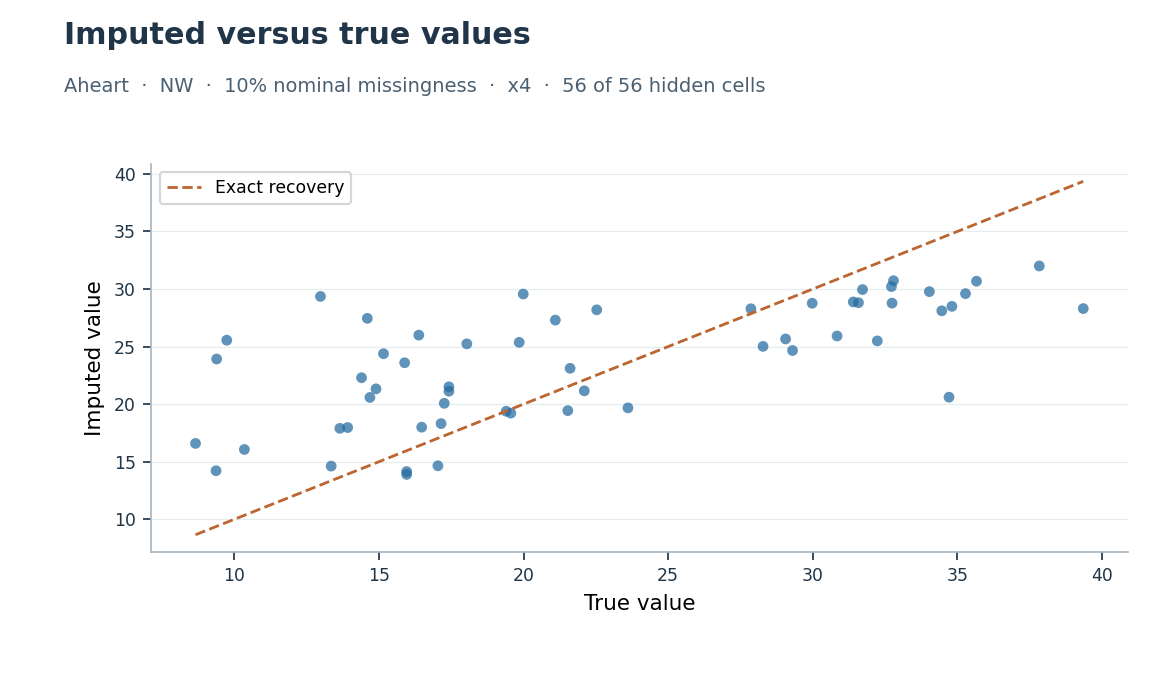 Imputed versus true values
Aheart · NW · 10% nominal missingness · x4 · 56 of 56 hidden cells
Exact recovery
40
35
30
25
20
15
10
Imputed value
10 15 20 25 30 35 40
True value